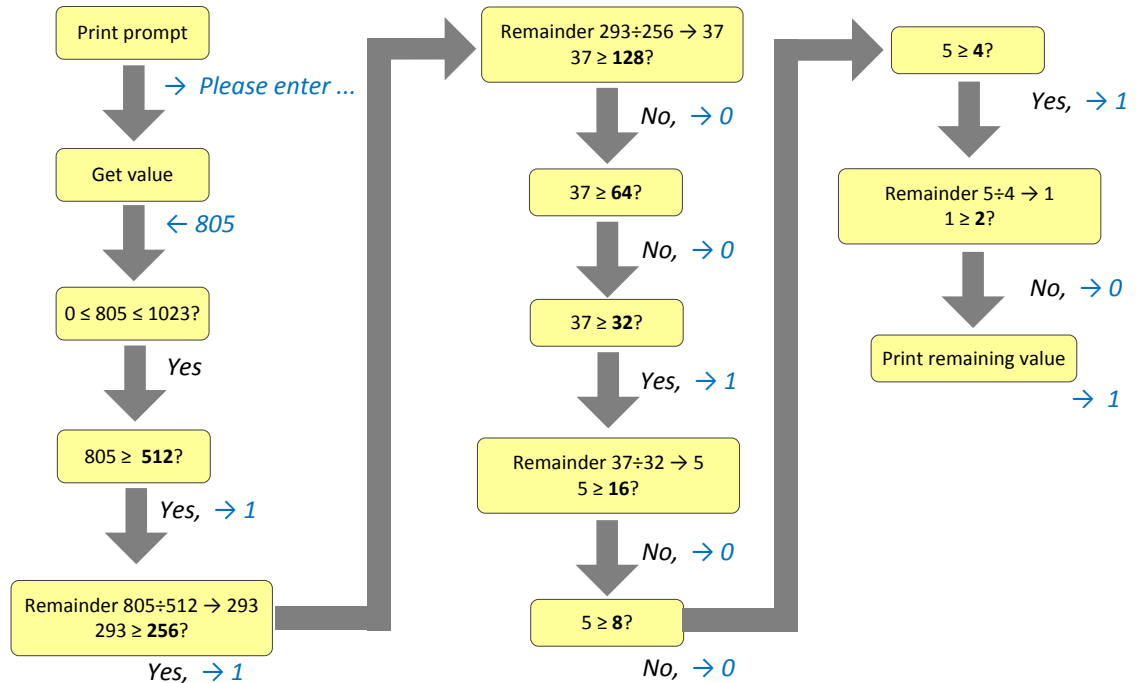 Print prompt
→ Please enter ...
Get value
← 805
0 ≤ 805 ≤ 1023?
Yes
805 ≥ 512?
Yes, → 1
Remainder 805÷512 → 293
293 ≥ 256?
Yes, → 1
Remainder 293÷256 → 37
37 ≥ 128?
No, → 0
37 ≥ 64?
No, → 0
37 ≥ 32?
Yes, → 1
Remainder 37÷32 → 5
5 ≥ 16?
No, → 0
5 ≥ 8?
No, → 0
5 ≥ 4?
Yes, → 1
Remainder 5÷4 → 1
1 ≥ 2?
No, → 0
Print remaining value
→ 1